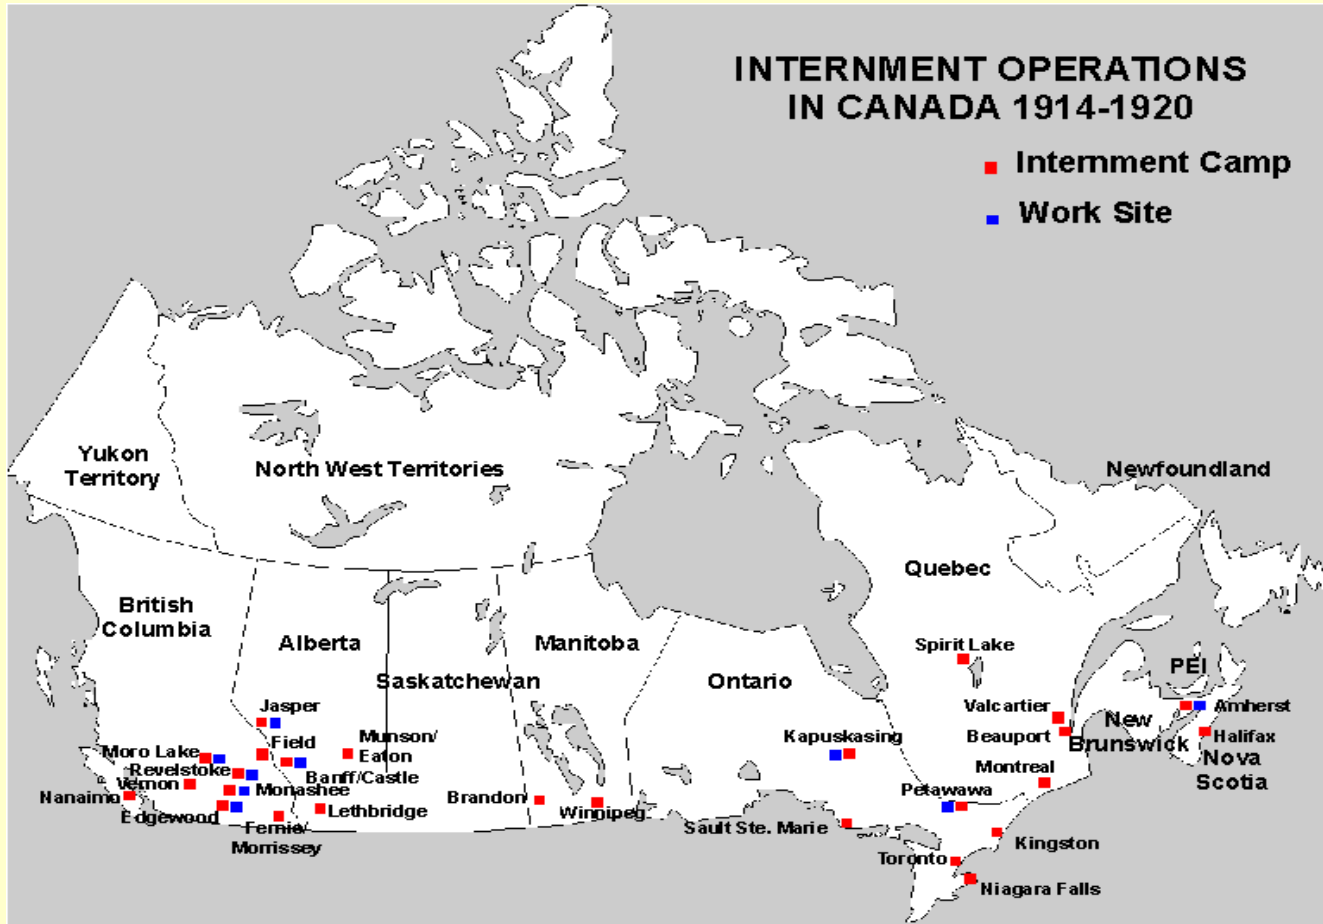 INTERNMENT OPERATIONS
IN CANADA 1914-1920
Internment Camp
Work Site
Yukon
Territory
North West Territories
Newfoundland
Quebec
British
Columbia
Alberta
Manitoba
Saskatchewan
Ontario
Spirit Lake
PEI
Jasper
Valcartier
Amherst
New
Brunswick
Beauport
Halifax
Nova
Scotia
Munson/
Eaton
Field
Kapuskasing
Moro Lake
Revelstoke
Banff/Castle
Montreal
Vernon
Monashee
Petawawa
Nanaimo
Brandon
Edgewood
Lethbridge
Winnipeg
Fernie/
Morrissey
Sault Ste. Marie
Kingston
Toronto
Niagara Falls